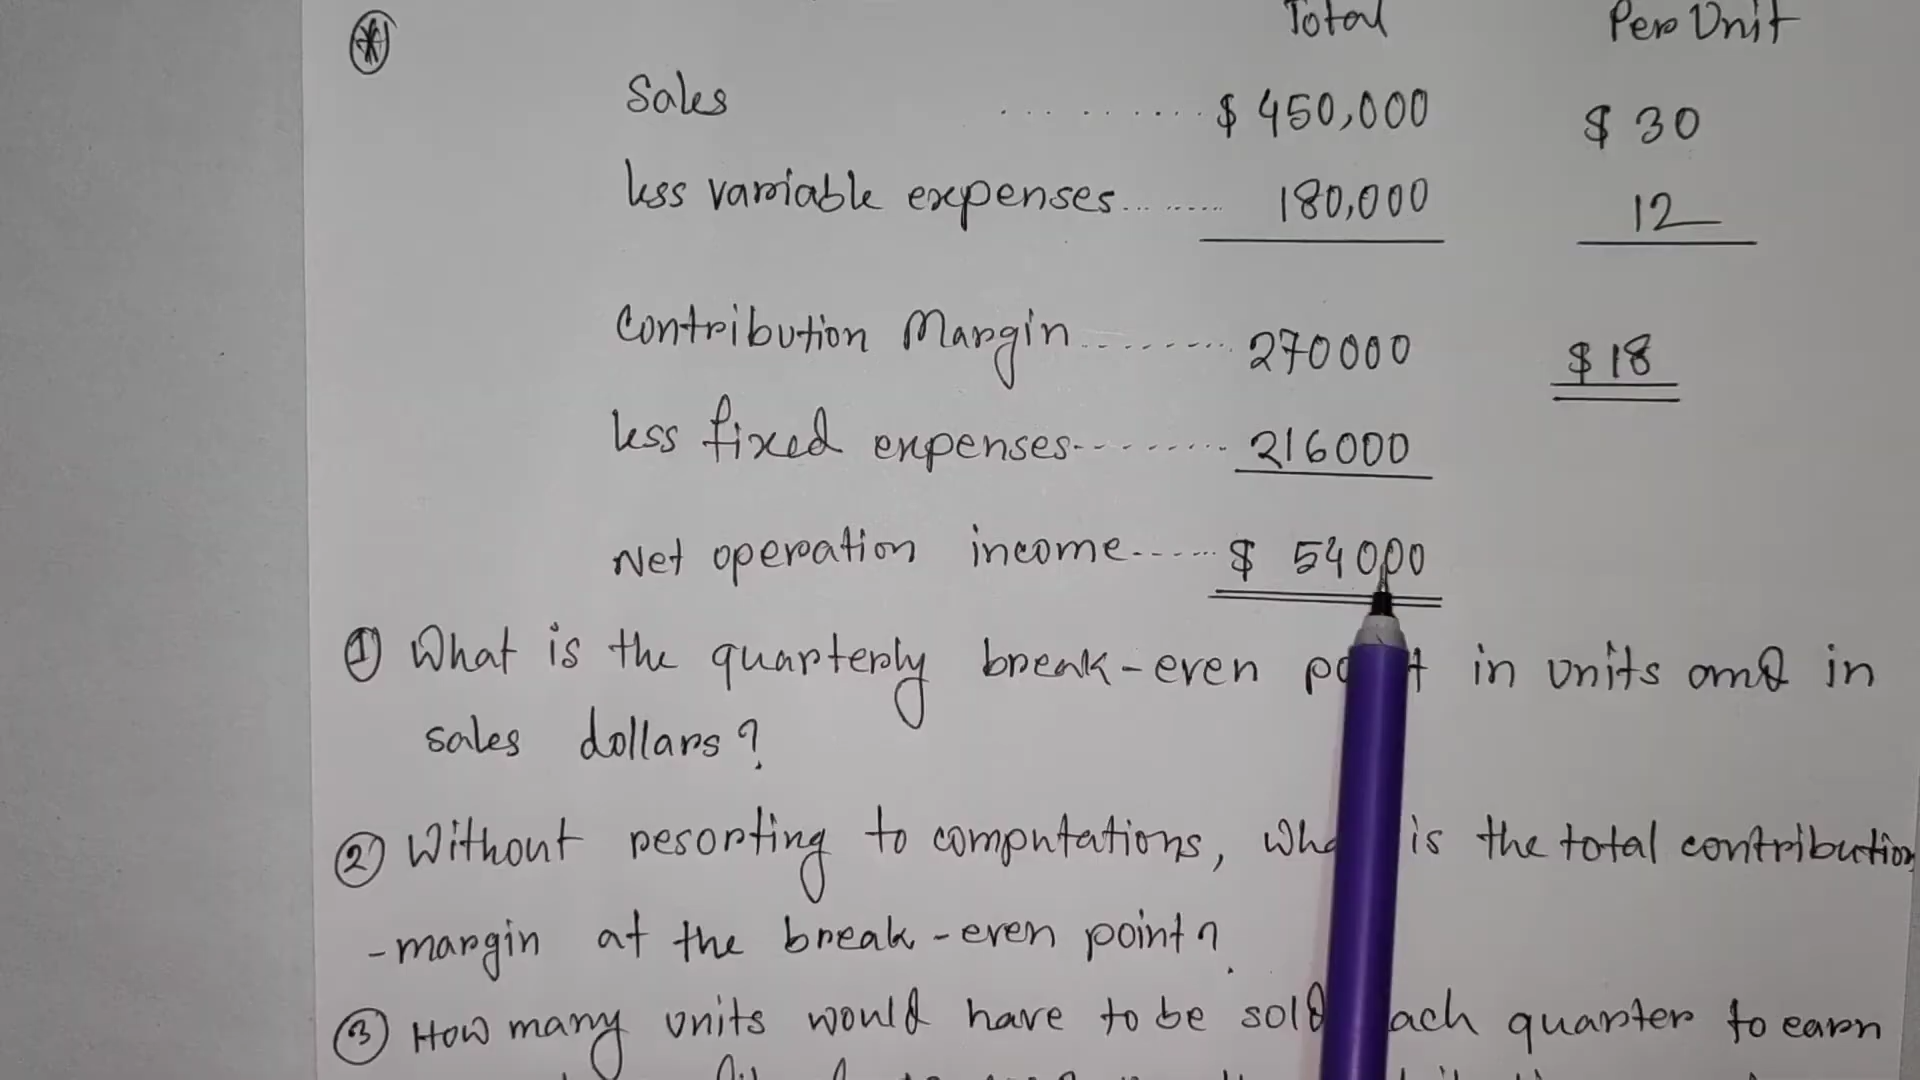 Total Per Unit
Sales .......... $ 450,000 $ 30
less variable expenses......... 180,000 12
Contribution Margin......... 270000 $ 18
less fixed expenses......... 216000
Net operation income....... $ 54000
① What is the quarterly break-even in units and in
sales dollars?
② Without resorting to computations, is the total contribution
-margin at the break-even point?
③ How many units would have to be sold quarter to earn